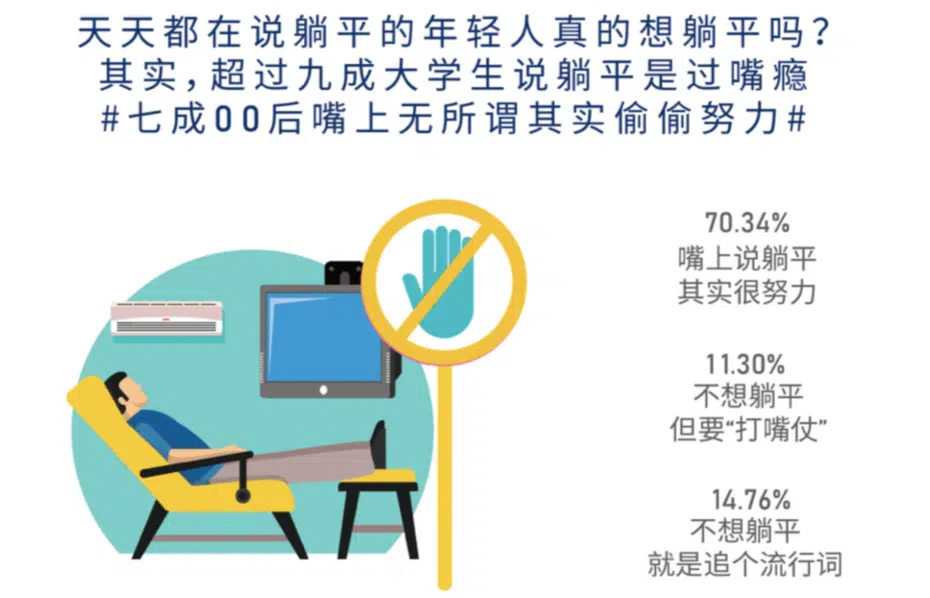 天天都在说躺平的年轻人真的想躺平吗?
其实,超过九成大学生说躺平是过嘴瘾
#七成00后嘴上无所谓其实偷偷努力#
70.34%
嘴上说躺平
其实很努力
11.30%
不想躺平
但要“打嘴仗”
14.76%
不想躺平
就是追个流行词